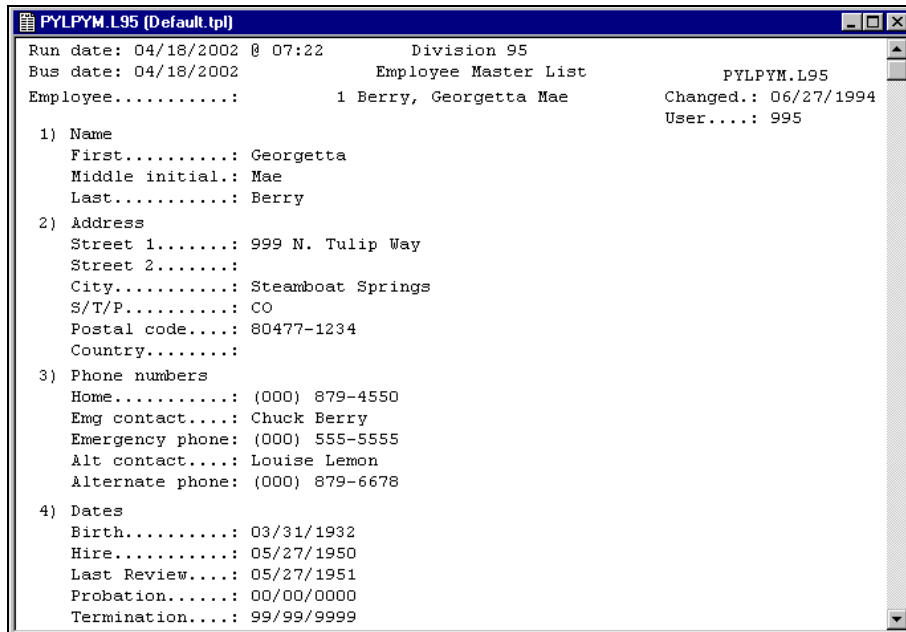 PYLPYM.L95 (Default.tpl)
Run date: 04/18/2002 @ 07:22 Division 95
Bus date: 04/18/2002 Employee Master List PYLPYM.L95
Employee...........: 1 Berry, Georgetta Mae Changed.: 06/27/1994
User....: 995
1) Name
First..........: Georgetta
Middle initial.: Mae
Last...........: Berry
2) Address
Street 1.......: 999 N. Tulip Way
Street 2.......:
City...........: Steamboat Springs
S/T/P..........: CO
Postal code....: 80477-1234
Country........:
3) Phone numbers
Home...........: (000) 879-4550
Emg contact....: Chuck Berry
Emergency phone: (000) 555-5555
Alt contact....: Louise Lemon
Alternate phone: (000) 879-6678
4) Dates
Birth..........: 03/31/1932
Hire...........: 05/27/1950
Last Review....: 05/27/1951
Probation......: 00/00/0000
Termination....: 99/99/9999